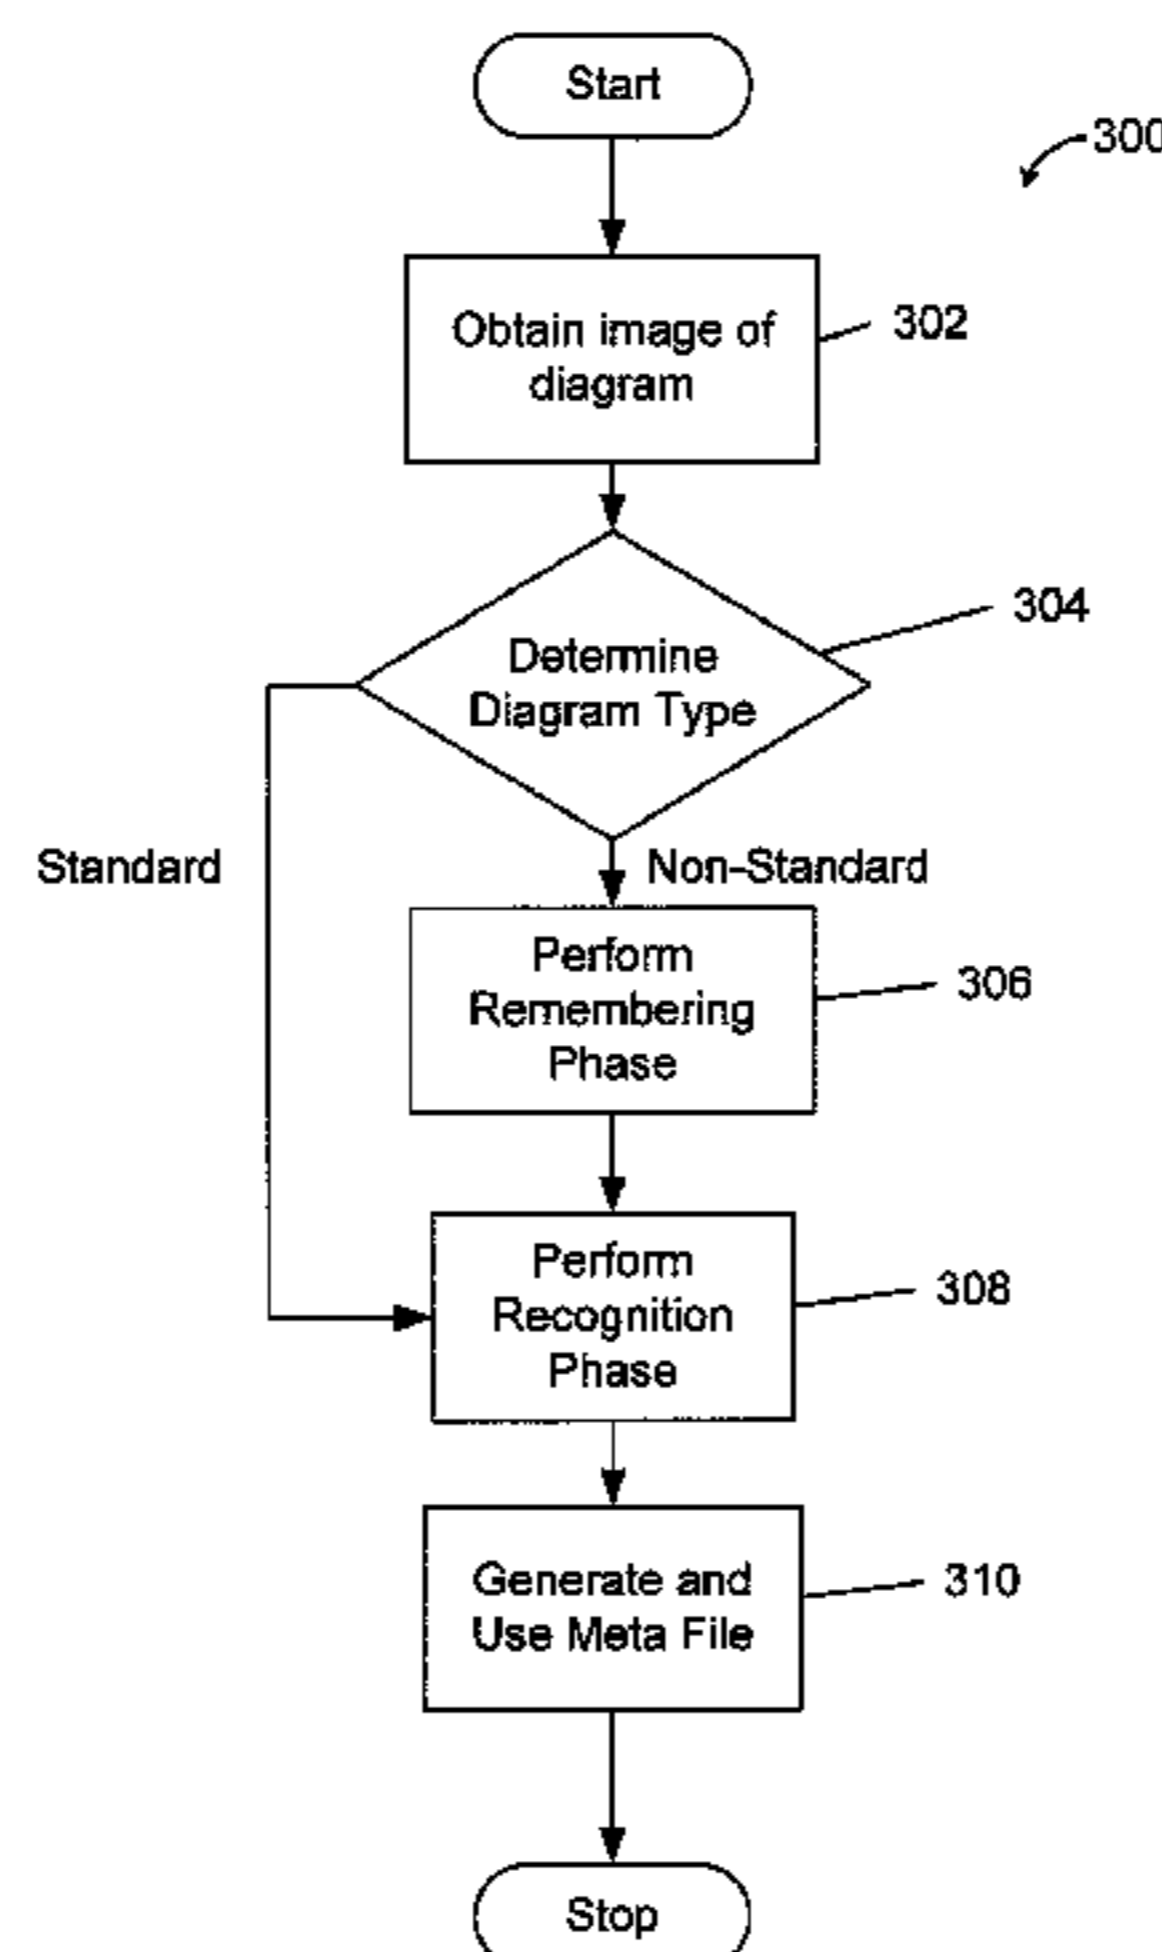 Start
300
Obtain image of
diagram
302
304
Determine
Diagram Type
Standard
Non-Standard
Perform
Remembering
Phase
306
Perform
Recognition
Phase
308
Generate and
Use Meta File
310
Stop